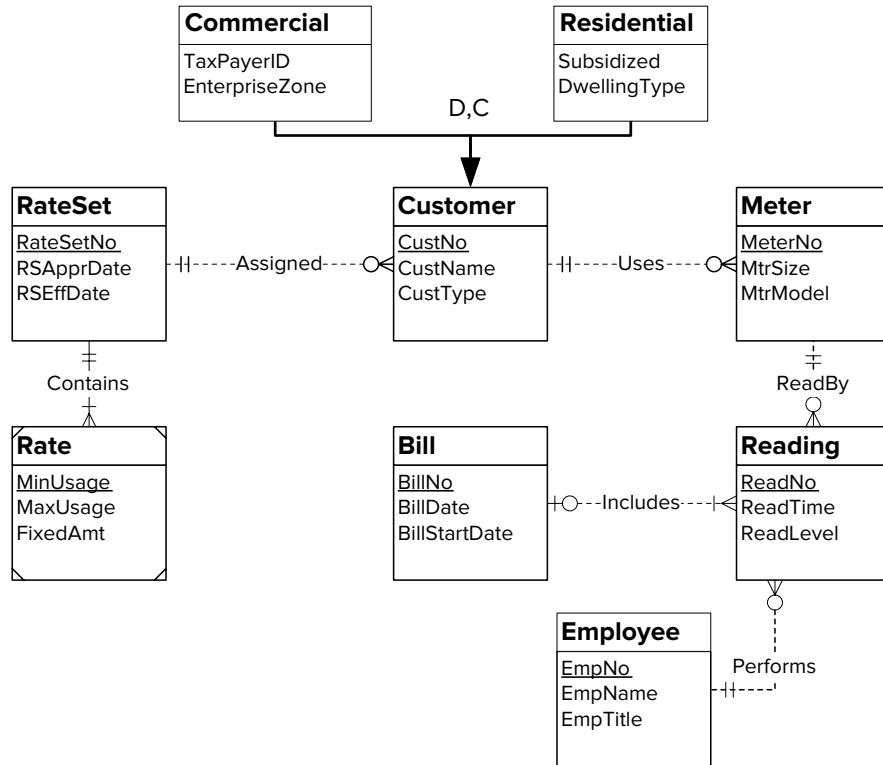 Commercial
TaxPayerID
EnterpriseZone
Residential
Subsidized
DwellingType
D,C
RateSet
RateSetNo
RSApprDate
RSEffDate
Assigned
Customer
CustNo
CustName
CustType
Uses
Meter
MeterNo
MtrSize
MtrModel
Contains
ReadBy
Rate
MinUsage
MaxUsage
FixedAmt
Bill
BillNo
BillDate
BillStartDate
Includes
Reading
ReadNo
ReadTime
ReadLevel
Employee
EmpNo
EmpName
EmpTitle
Performs